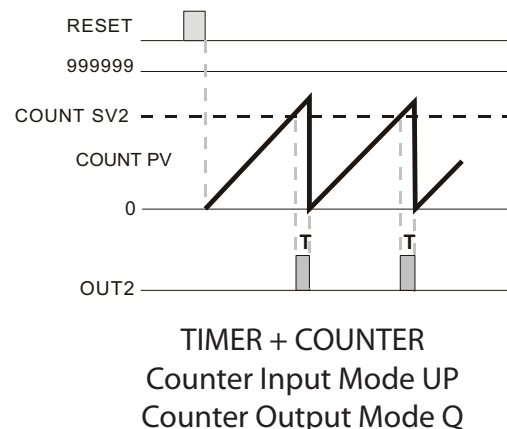 RESET
999999
COUNT SV2
COUNT PV
0
T T
OUT2
TIMER + COUNTER
Counter Input Mode UP
Counter Output Mode Q